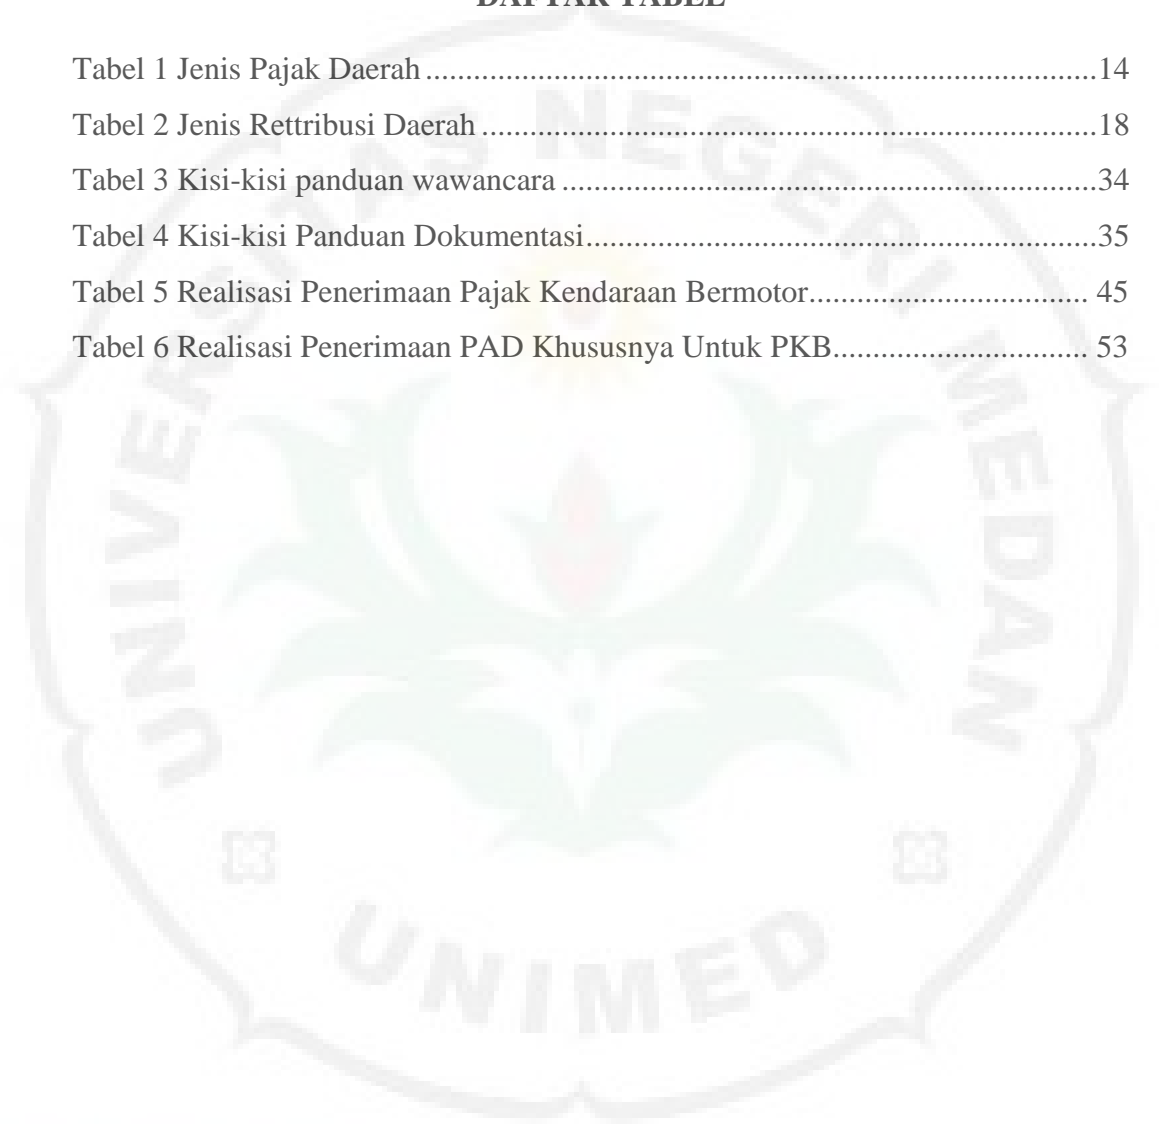 DAFTAR TABEL
Tabel 1 Jenis Pajak Daerah....................................................................................14
Tabel 2 Jenis Rettribusi Daerah.............................................................................18
Tabel 3 Kisi-kisi panduan wawancara...................................................................34
Tabel 4 Kisi-kisi Panduan Dokumentasi................................................................35
Tabel 5 Realisasi Penerimaan Pajak Kendaraan Bermotor................................... 45
Tabel 6 Realisasi Penerimaan PAD Khususnya Untuk PKB................................ 53
UNIVERSITAS NEGERI MEDAN
UNIMED